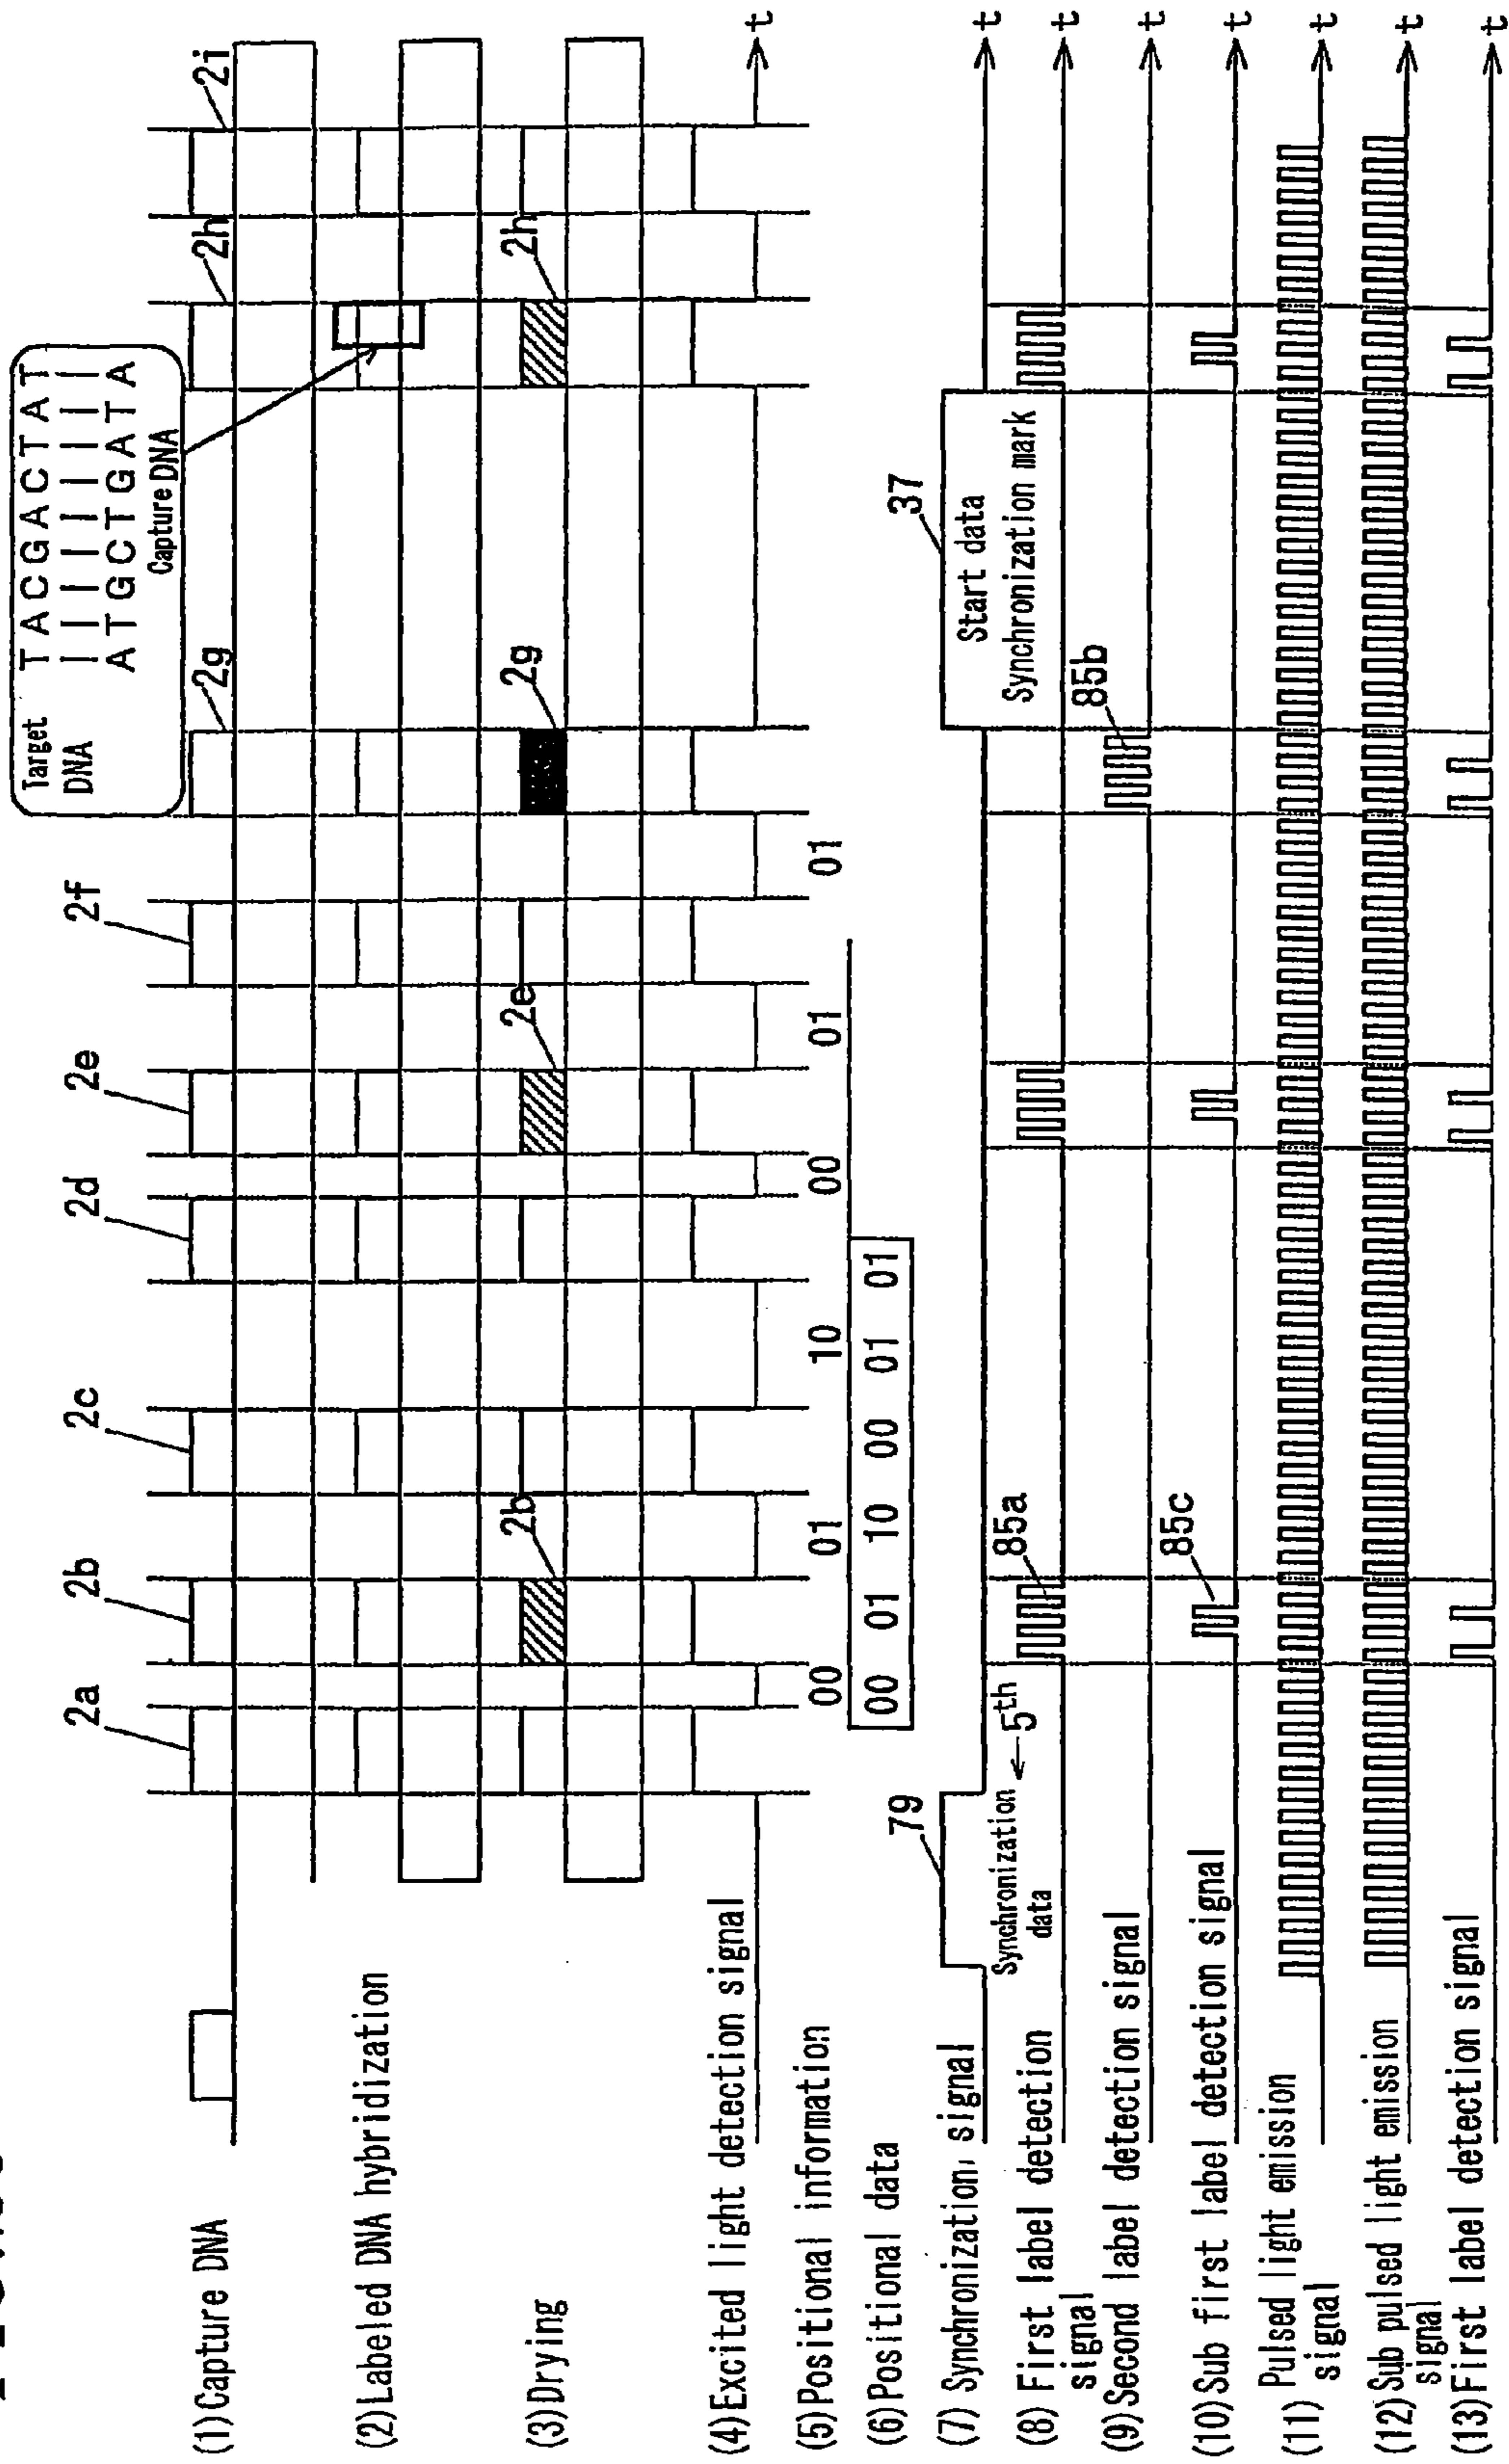 Target DNA
T A C G A C T A T
A T G C T G A T A
Capture DNA
2a 2b 2c 2d 2e 2f 2g 2h 2i
(1) Capture DNA
(2) Labeled DNA hybridization
2b 2e 2g 2h
(3) Drying
(4) Excited light detection signal
t
(5) Positional information
00 01 10 00 01 01
(6) Positional data
00 01 10 00 01 01
79
37
(7) Synchronization signal
t
Synchronization data ← 5th
Start data
Synchronization mark
85a
(8) First label detection signal
t
85b
(9) Second label detection signal
t
85c
(10) Sub first label detection signal
t
(11) Pulsed light emission signal
t
(12) Sub pulsed light emission signal
t
(13) First label detection signal
t